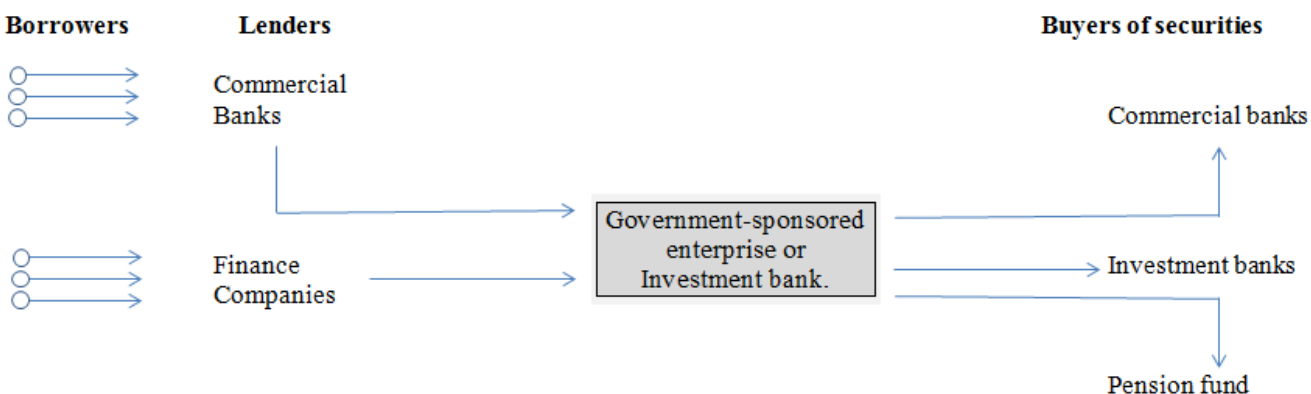 Borrowers
Lenders
Buyers of securities
Commercial
Banks
Commercial banks
Government-sponsored
enterprise or
Investment bank.
Finance
Companies
Investment banks
Pension fund